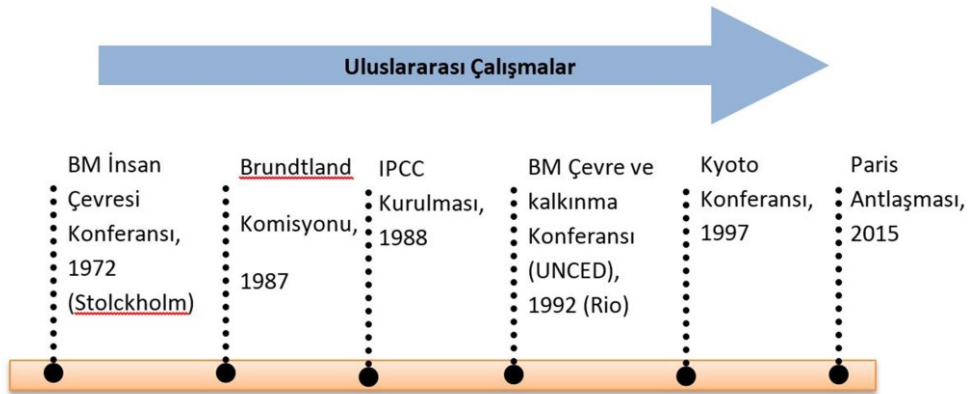 Uluslararası Çalışmalar
BM İnsan
Çevresi
Konferansı,
1972
(Stolckholm)
Brundtland
Komisyonu,
1987
IPCC
Kurulması,
1988
BM Çevre ve
kalkınma
Konferansı
(UNCED),
1992 (Rio)
Kyoto
Konferansı,
1997
Paris
Antlaşması,
2015